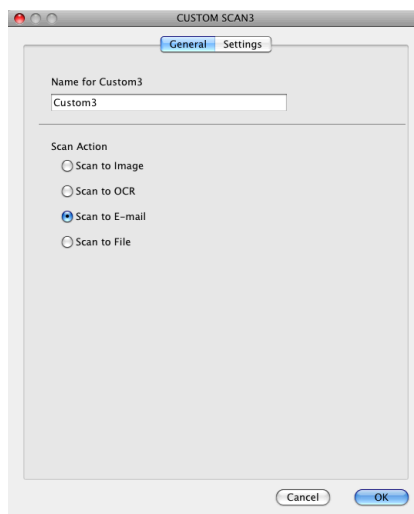 CUSTOM SCAN3
General Settings
Name for Custom3
Custom3
Scan Action
Scan to Image
Scan to OCR
Scan to E-mail
Scan to File
Cancel OK